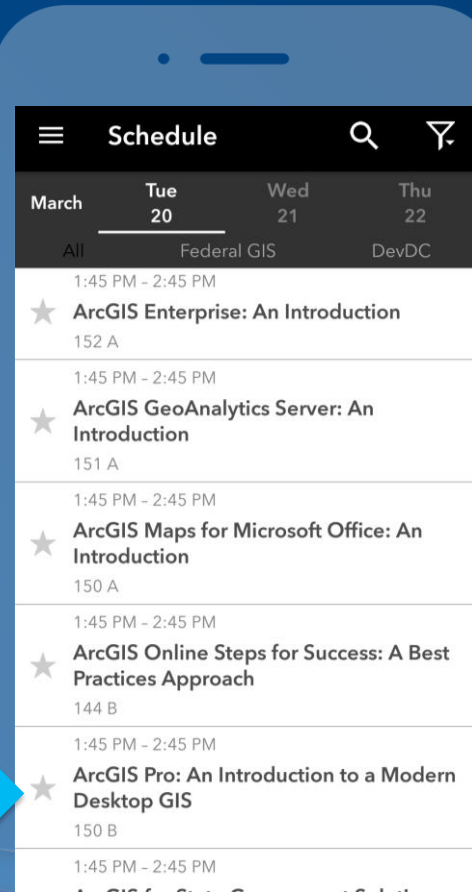 Schedule
March
Tue
20
Wed
21
Thu
22
All
Federal GIS
DevDC
1:45 PM – 2:45 PM
ArcGIS Enterprise: An Introduction
152 A
1:45 PM – 2:45 PM
ArcGIS GeoAnalytics Server: An
Introduction
151 A
1:45 PM – 2:45 PM
ArcGIS Maps for Microsoft Office: An
Introduction
150 A
1:45 PM – 2:45 PM
ArcGIS Online Steps for Success: A Best
Practices Approach
144 B
1:45 PM – 2:45 PM
ArcGIS Pro: An Introduction to a Modern
Desktop GIS
150 B
1:45 PM – 2:45 PM